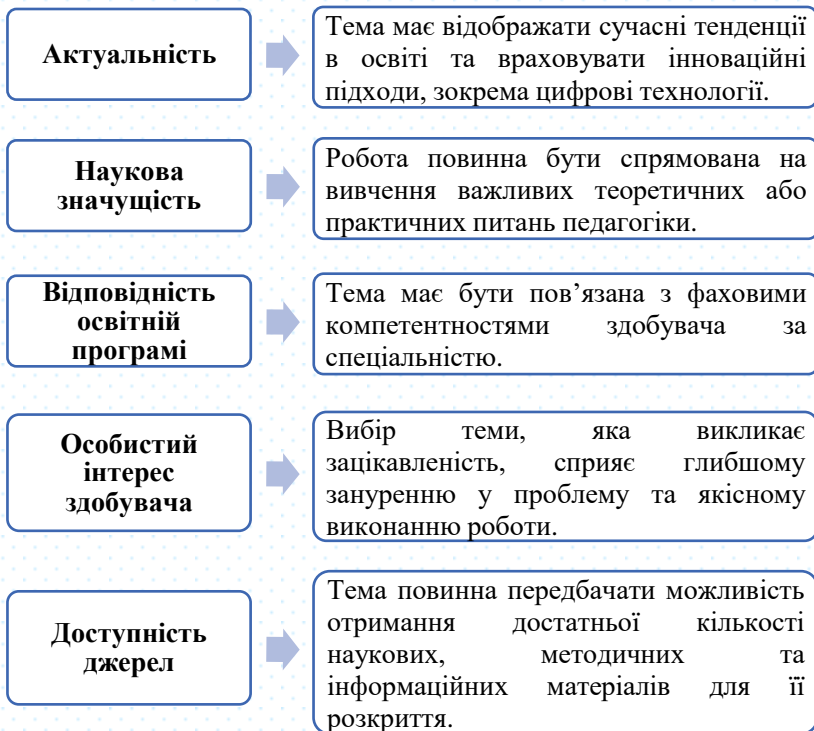 Актуальність
Тема має відображати сучасні тенденції
в освіті та враховувати інноваційні
підходи, зокрема цифрові технології.
Наукова
значущість
Робота повинна бути спрямована на
вивчення важливих теоретичних або
практичних питань педагогіки.
Відповідність
освітній
програмі
Тема має бути пов’язана з фаховими
компетентностями здобувача за
спеціальністю.
Особистий
інтерес
здобувача
Вибір теми, яка викликає
зацікавленість, сприяє глибшому
зануренню у проблему та якісному
виконанню роботи.
Доступність
джерел
Тема повинна передбачати можливість
отримання достатньої кількості
наукових, методичних та
інформаційних матеріалів для її
розкриття.